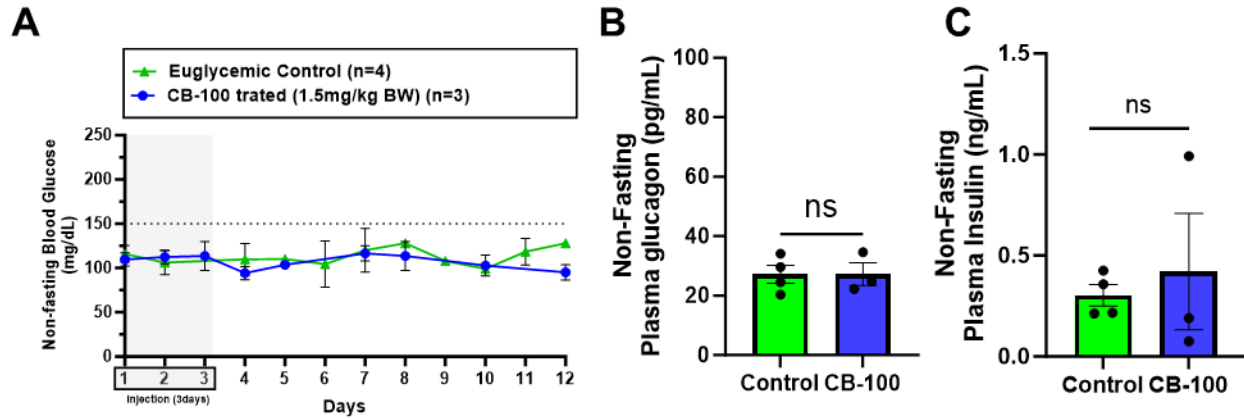 A
Euglycemic Control (n=4)
CB-100 trated (1.5mg/kg BW) (n=3)
Non-fasting Blood Glucose
(mg/dL)
250
200
150
100
50
0
1 2 3 4 5 6 7 8 9 10 11 12
Injection (3days)
Days
B
Non-Fasting
Plasma glucagon (pg/mL)
100
80
60
40
20
0
ns
Control CB-100
C
Non-Fasting
Plasma Insulin (ng/mL)
1.5
1.0
0.5
0.0
ns
Control CB-100